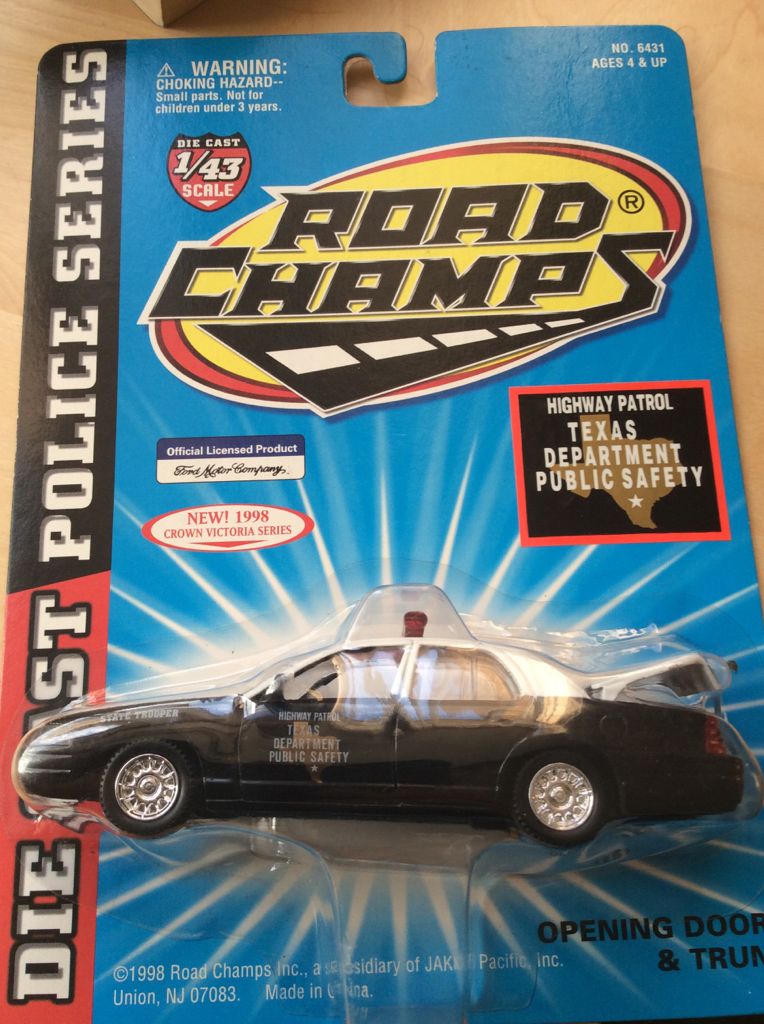 NO. 6431
AGES 4 & UP
⚠ WARNING:
CHOKING HAZARD--
Small parts. Not for
children under 3 years.
DIE CAST
1/43
SCALE
ROAD®
CHAMPS
DIE CAST POLICE SERIES
HIGHWAY PATROL
TEXAS
DEPARTMENT
PUBLIC SAFETY
Official Licensed Product
Ford Motor Company
NEW! 1998
CROWN VICTORIA SERIES
STATE TROOPER
HIGHWAY PATROL
TEXAS
DEPARTMENT
PUBLIC SAFETY
OPENING DOOR
& TRUN
©1998 Road Champs Inc., a subsidiary of JAKKS Pacific, Inc.
Union, NJ 07083. Made in China.